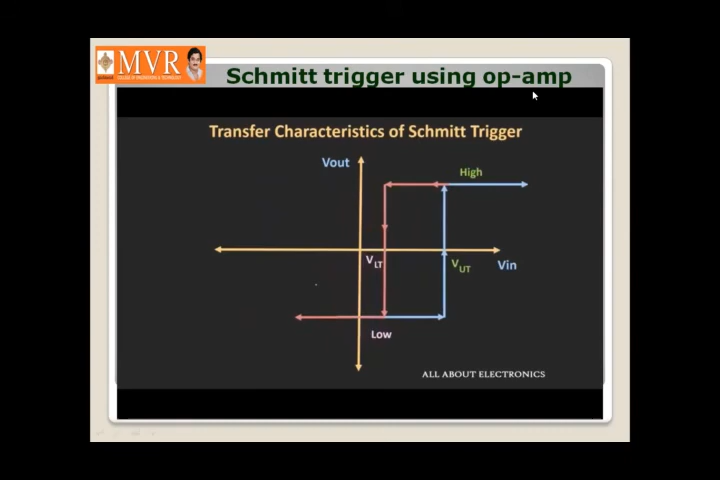 MVR
COLLEGE OF ENGINEERING & TECHNOLOGY
Schmitt trigger using op-amp
Transfer Characteristics of Schmitt Trigger
Vout
High
VLT
VUT
Vin
Low
ALL ABOUT ELECTRONICS